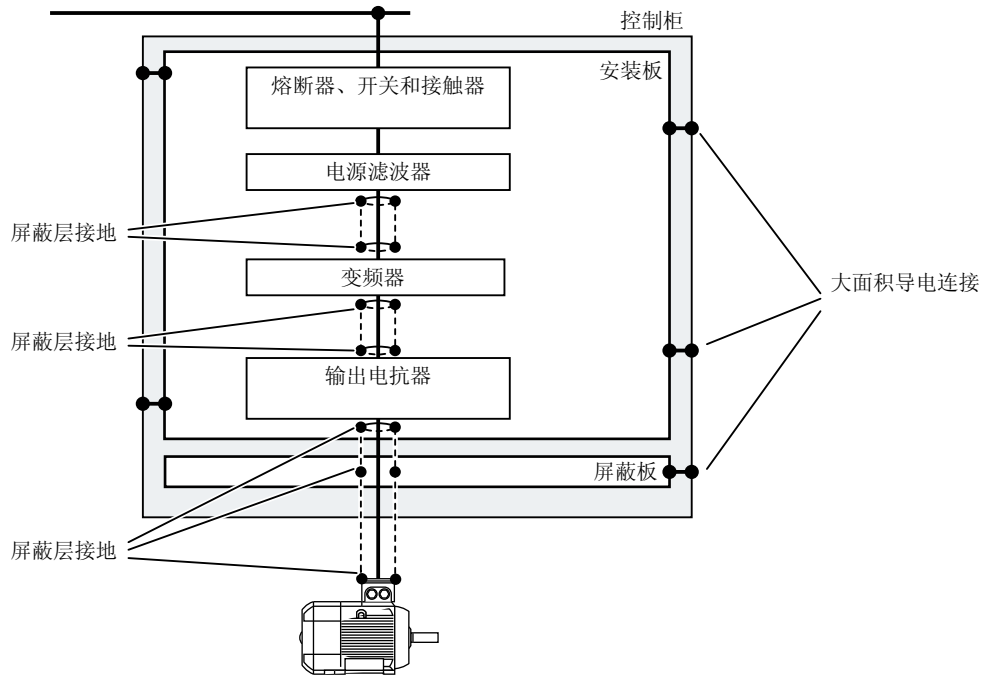 控制柜
安装板
熔断器、开关和接触器
电源滤波器
屏蔽层接地
变频器
大面积导电连接
屏蔽层接地
输出电抗器
屏蔽板
屏蔽层接地